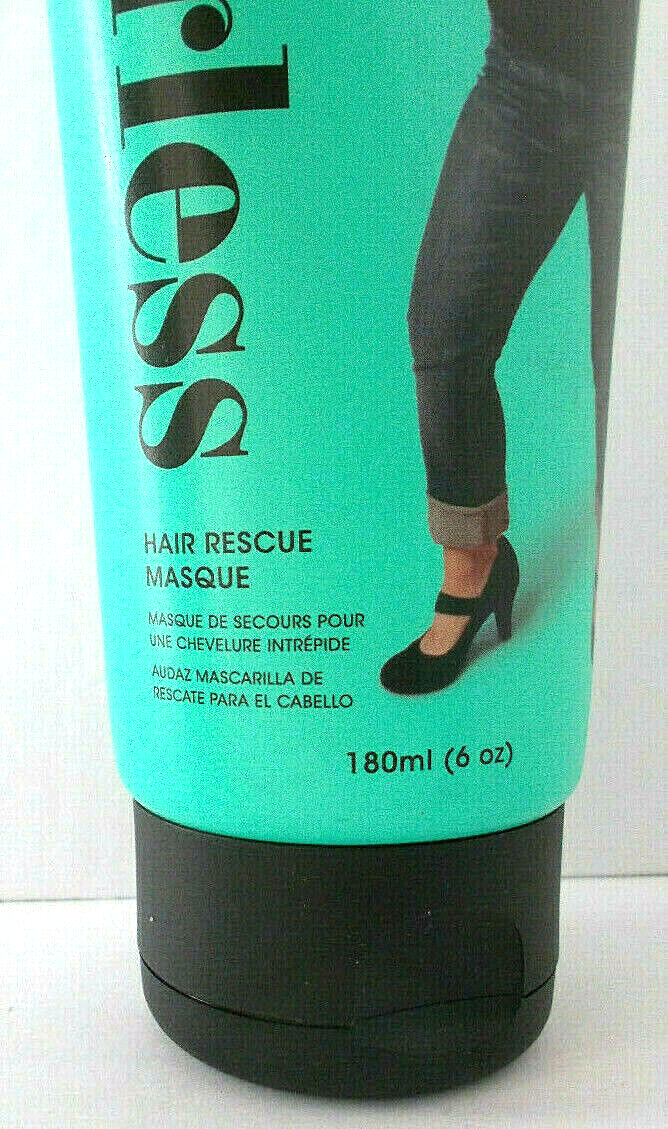 rless
HAIR RESCUE
MASQUE
MASQUE DE SECOURS POUR
UNE CHEVELURE INTRÉPIDE
AUDAZ MASCARILLA DE
RESCATE PARA EL CABELLO
180ml (6 oz)